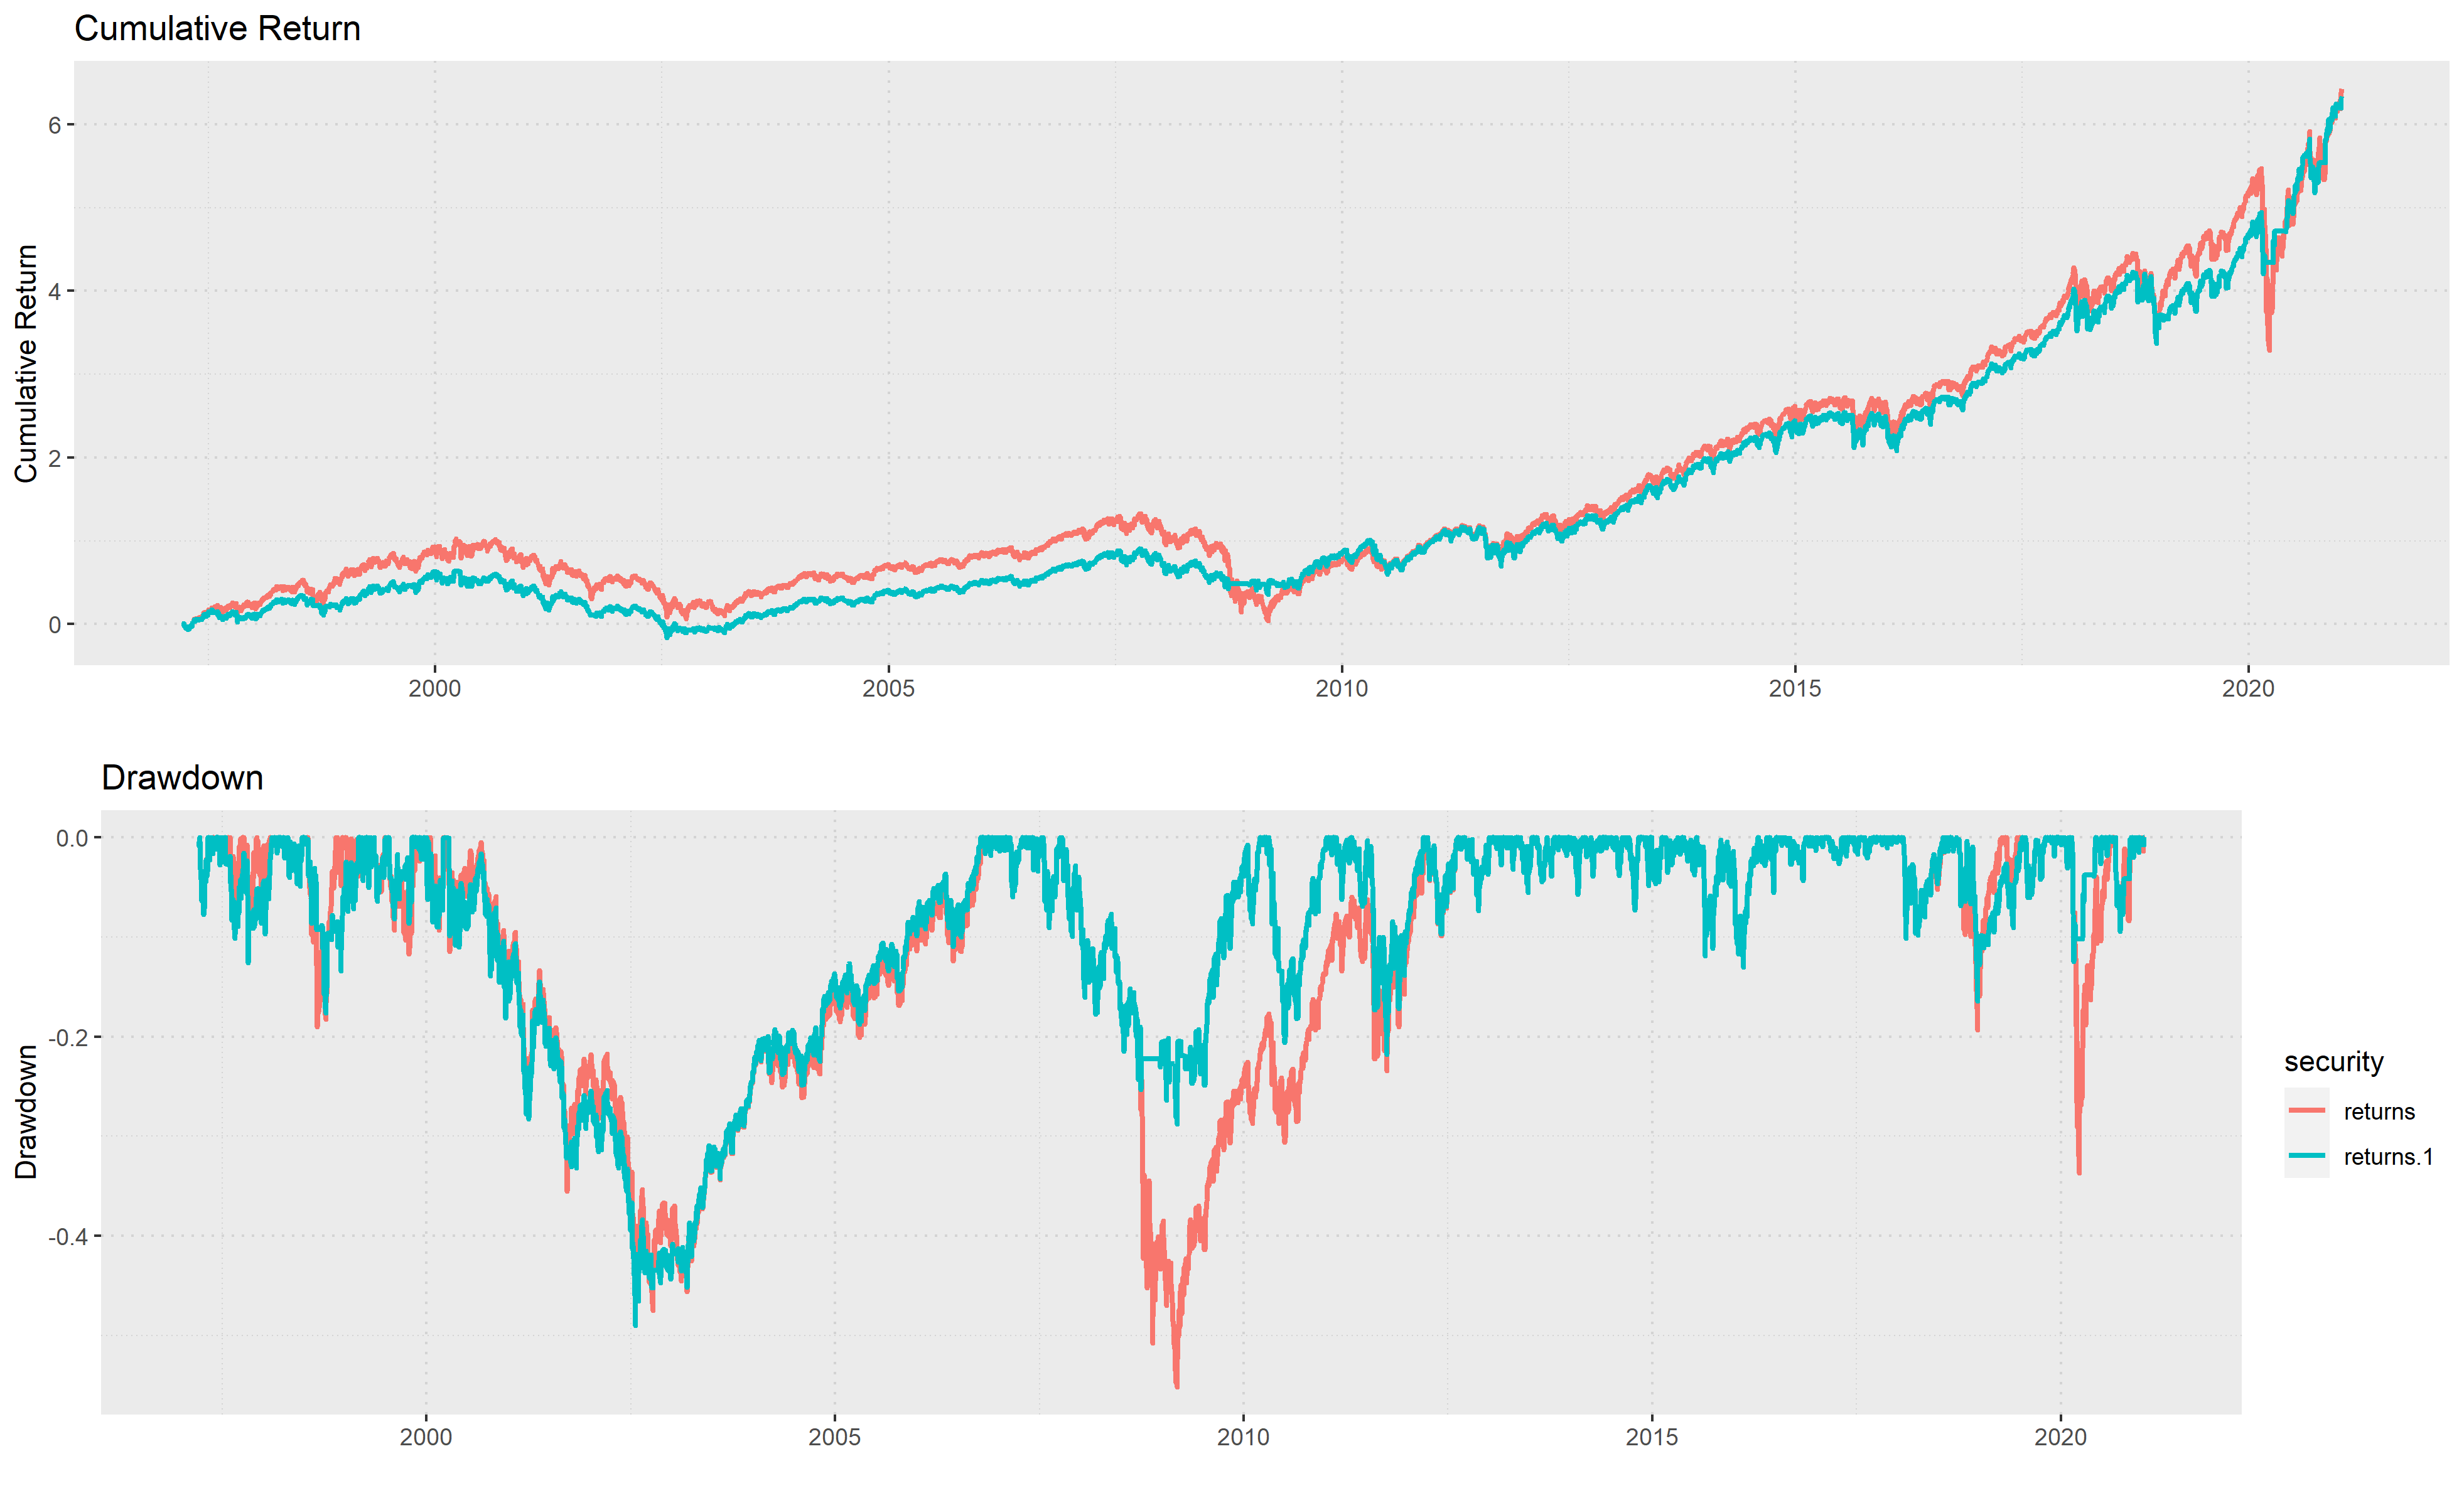 Cumulative Return
Cumulative Return
6
4
2
0
2000 2005 2010 2015 2020
Drawdown
Drawdown
0.0
-0.2
-0.4
2000 2005 2010 2015 2020
security
returns
returns.1